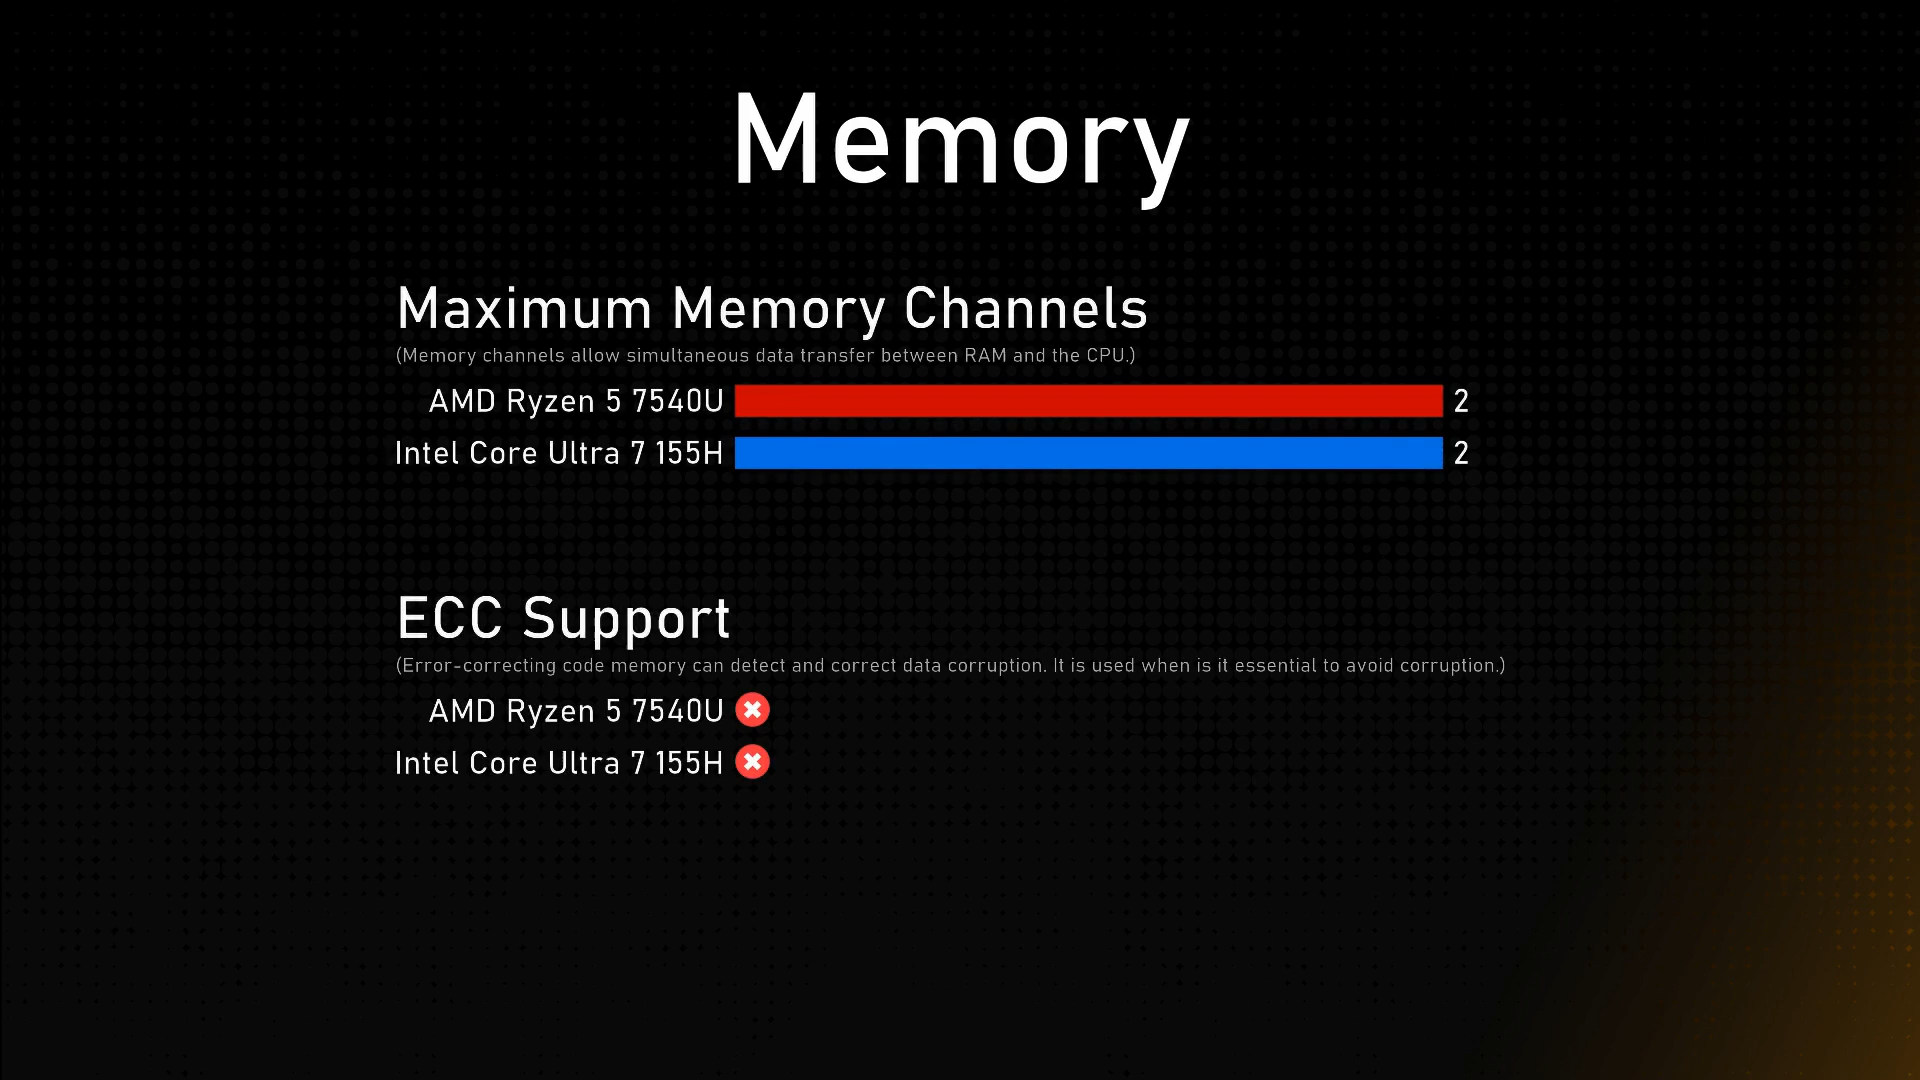 Memory
Maximum Memory Channels
(Memory channels allow simultaneous data transfer between RAM and the CPU.)
AMD Ryzen 5 7540U 2
Intel Core Ultra 7 155H 2
ECC Support
(Error-correcting code memory can detect and correct data corruption. It is used when is it essential to avoid corruption.)
AMD Ryzen 5 7540U
Intel Core Ultra 7 155H